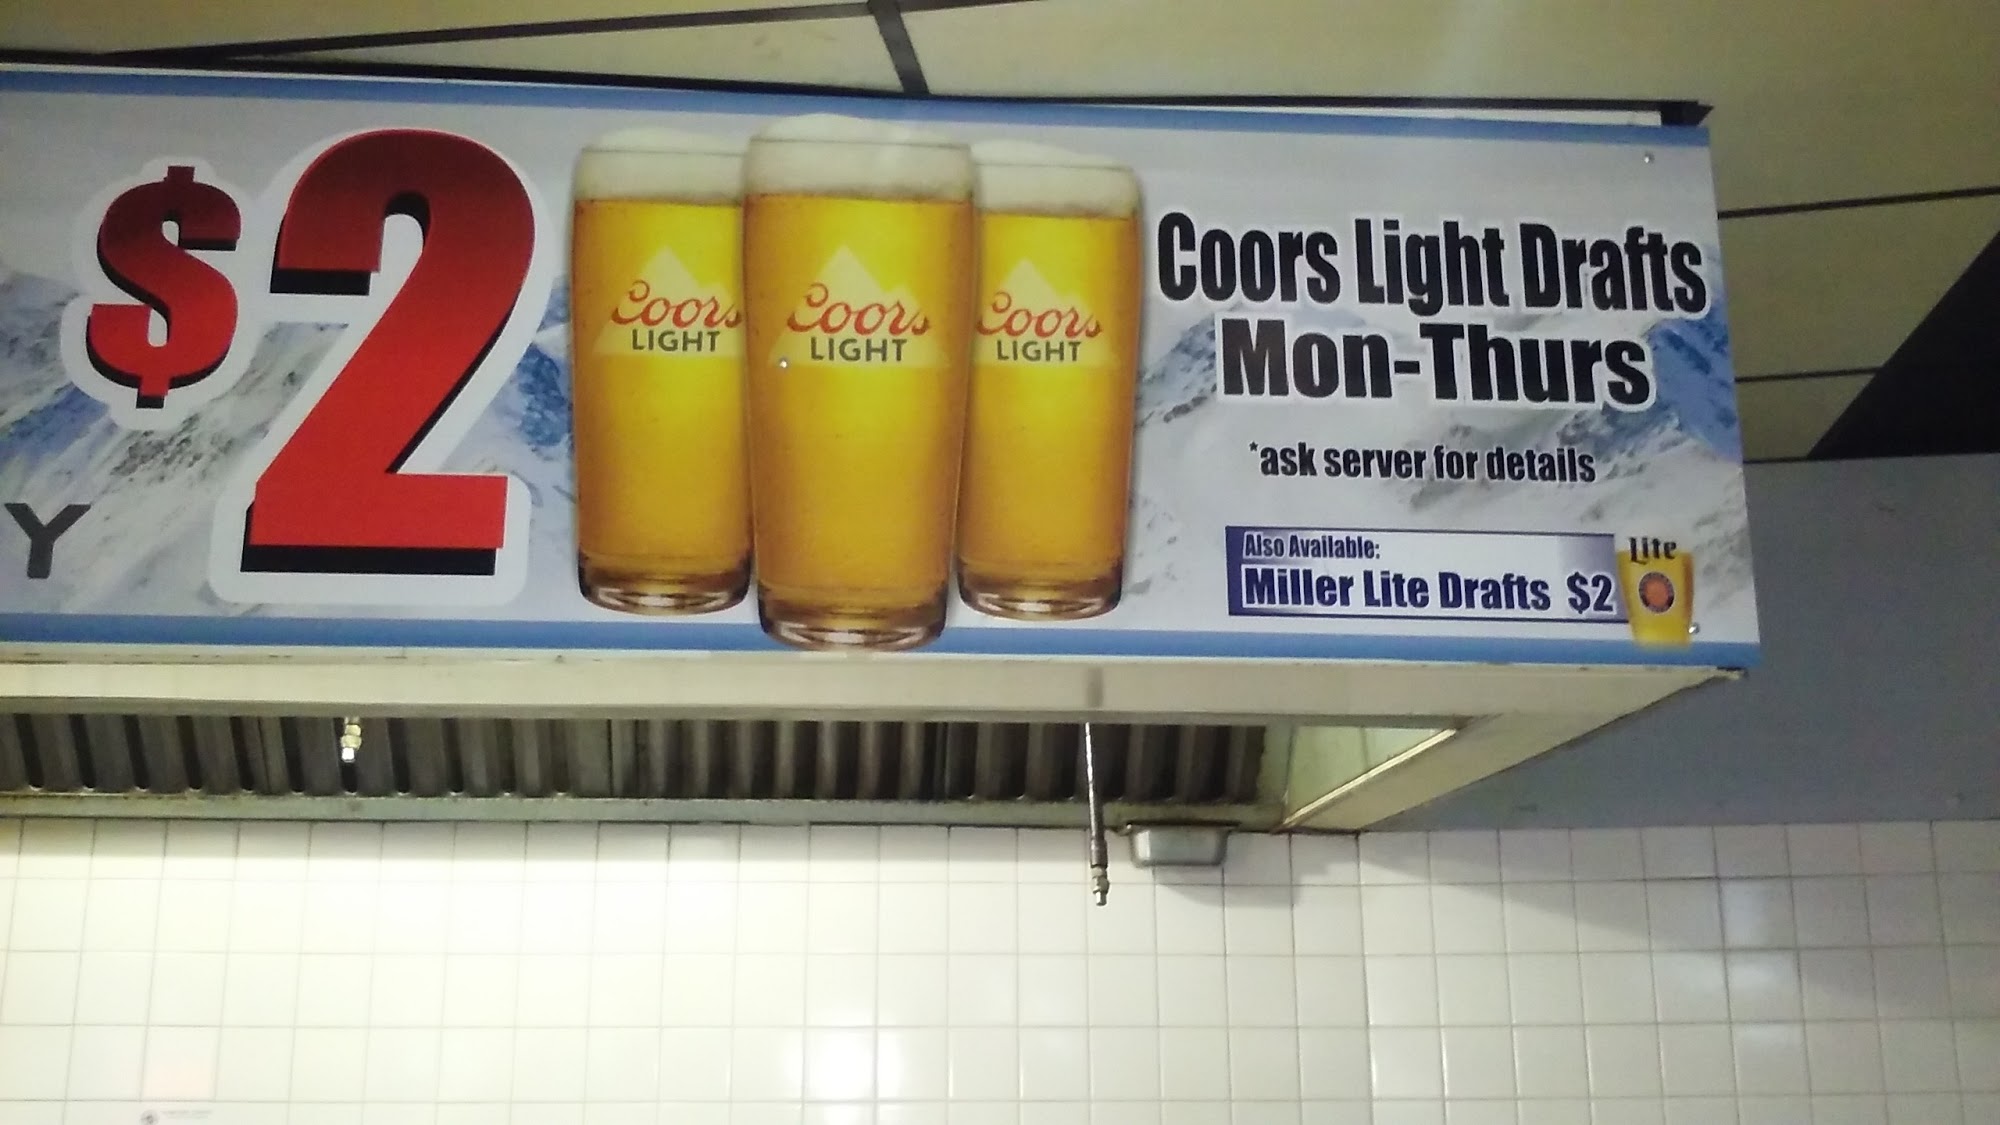 Y
$2
Coors
LIGHT
Coors
LIGHT
Coors
LIGHT
Coors Light Drafts
Mon-Thurs
*ask server for details
Also Available:
Miller Lite Drafts $2
Lite